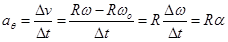 a_θ = Δv/Δt = (Rω − Rω_o)/Δt = R Δω/Δt = Rα